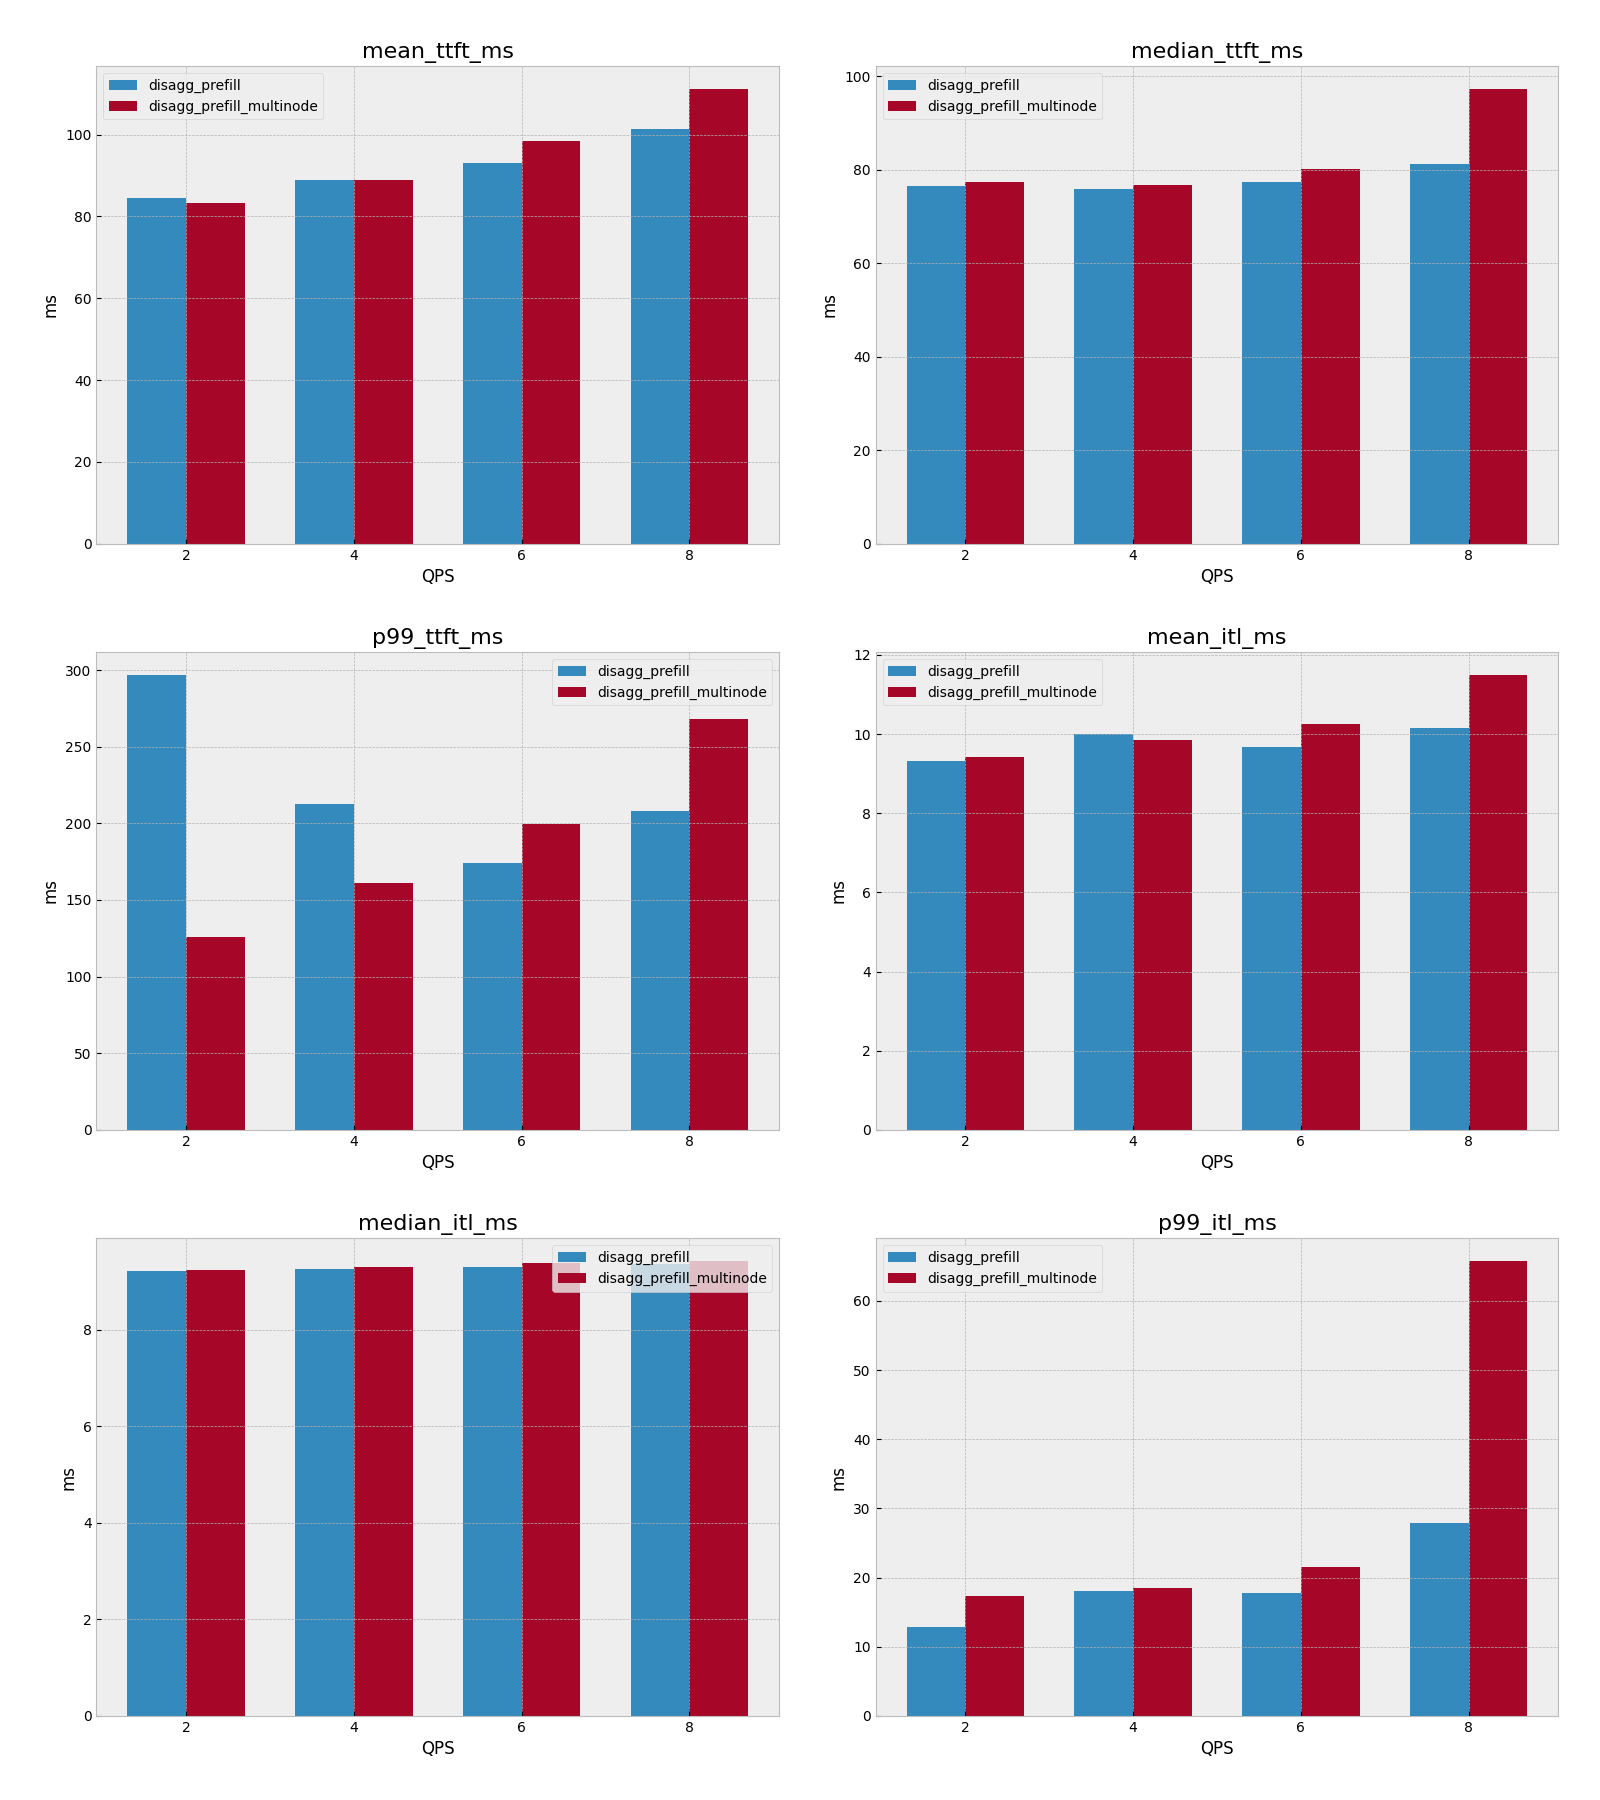 mean_ttft_ms
disagg_prefill
disagg_prefill_multinode
100
80
60
40
20
0
ms
2 4 6 8
QPS
median_ttft_ms
disagg_prefill
disagg_prefill_multinode
100
80
60
40
20
0
ms
2 4 6 8
QPS
p99_ttft_ms
disagg_prefill
disagg_prefill_multinode
300
250
200
150
100
50
0
ms
2 4 6 8
QPS
mean_itl_ms
disagg_prefill
disagg_prefill_multinode
12
10
8
6
4
2
0
ms
2 4 6 8
QPS
median_itl_ms
disagg_prefill
disagg_prefill_multinode
8
6
4
2
0
ms
2 4 6 8
QPS
p99_itl_ms
disagg_prefill
disagg_prefill_multinode
60
50
40
30
20
10
0
ms
2 4 6 8
QPS